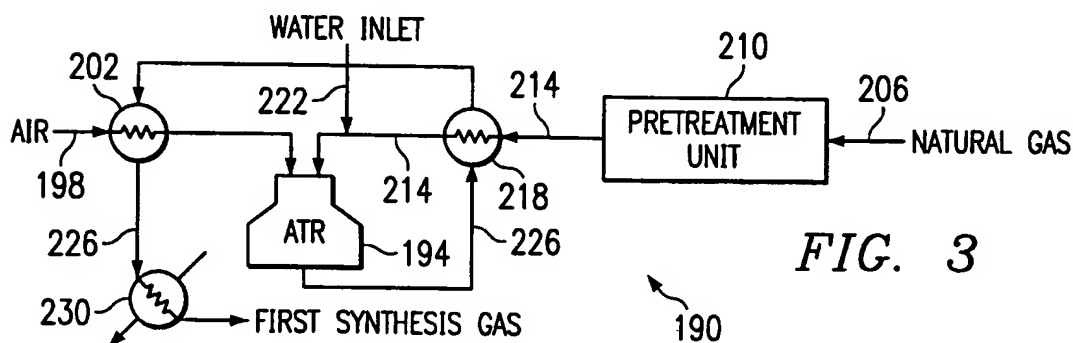 WATER INLET
202
210
222
214
206
AIR
198
PRETREATMENT
UNIT
NATURAL GAS
214
218
226
ATR
194
226
FIG. 3
230
FIRST SYNTHESIS GAS
190